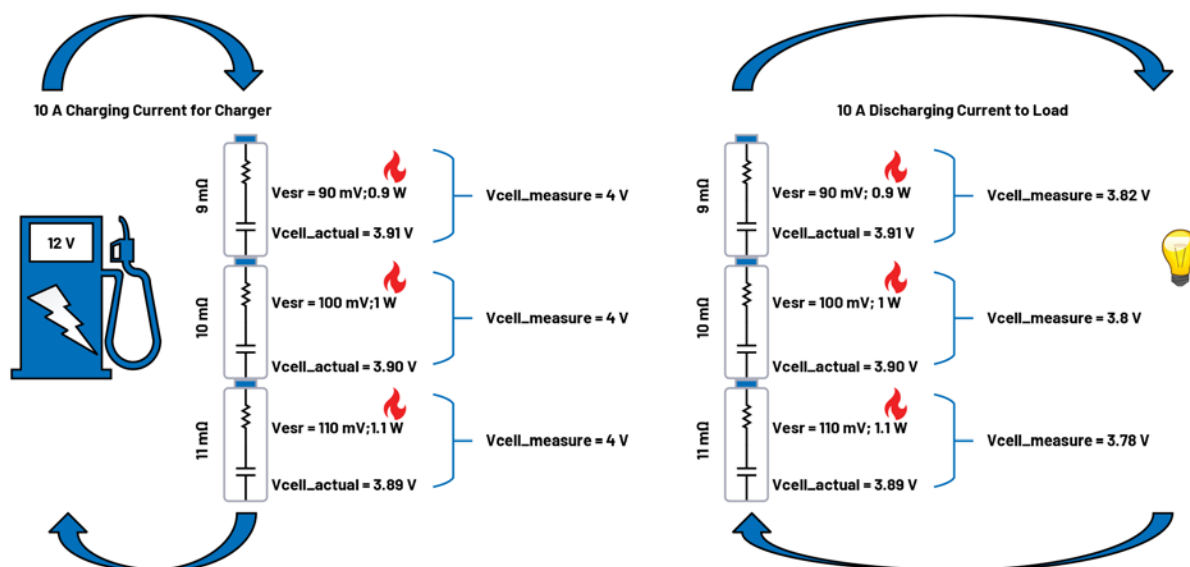 10 A Charging Current for Charger
12 V
9 mΩ
Vesr = 90 mV;0.9 W
Vcell_actual = 3.91 V
Vcell_measure = 4 V
10 mΩ
Vesr = 100 mV;1 W
Vcell_actual = 3.90 V
Vcell_measure = 4 V
11 mΩ
Vesr = 110 mV;1.1 W
Vcell_actual = 3.89 V
Vcell_measure = 4 V
10 A Discharging Current to Load
9 mΩ
Vesr = 90 mV; 0.9 W
Vcell_actual = 3.91 V
Vcell_measure = 3.82 V
10 mΩ
Vesr = 100 mV; 1 W
Vcell_actual = 3.90 V
Vcell_measure = 3.8 V
11 mΩ
Vesr = 110 mV; 1.1 W
Vcell_actual = 3.89 V
Vcell_measure = 3.78 V